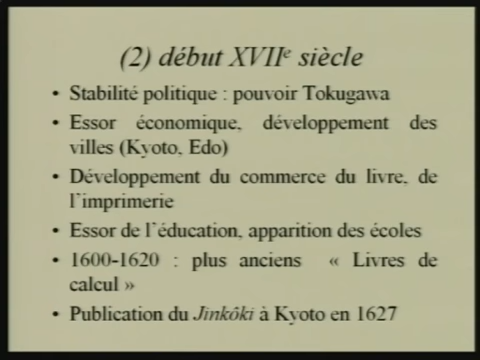 (2) début XVIIe siècle
• Stabilité politique : pouvoir Tokugawa
• Essor économique, développement des
villes (Kyoto, Edo)
• Développement du commerce du livre, de
l'imprimerie
• Essor de l'éducation, apparition des écoles
• 1600-1620 : plus anciens « Livres de
calcul »
• Publication du Jinkôki à Kyoto en 1627